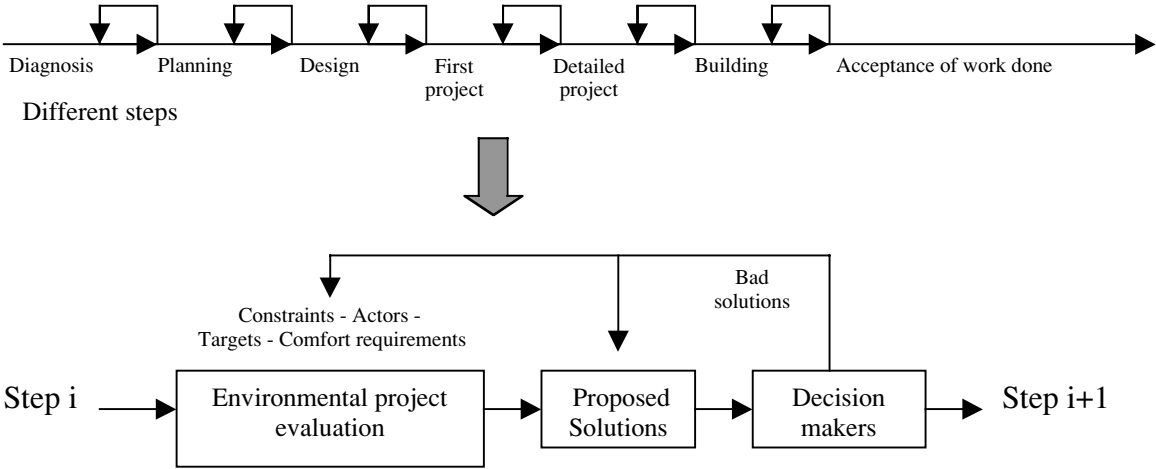 Diagnosis Planning Design First Detailed Building Acceptance of work done
project project
Different steps
Bad
solutions
Constraints - Actors -
Targets - Comfort requirements
Step i Environmental project Proposed Decision Step i+1
evaluation Solutions makers